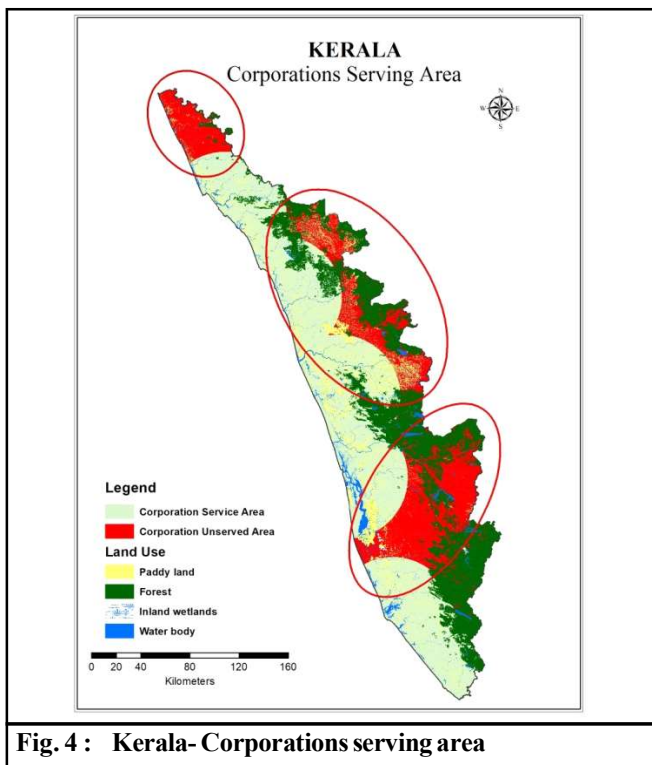 KERALA
Corporations Serving Area
N
W E
S
Legend
Corporation Service Area
Corporation Unserved Area
Land Use
Paddy land
Forest
Inland wetlands
Water body
0 20 40 80 120 160
Kilometers
Fig. 4 : Kerala- Corporations serving area